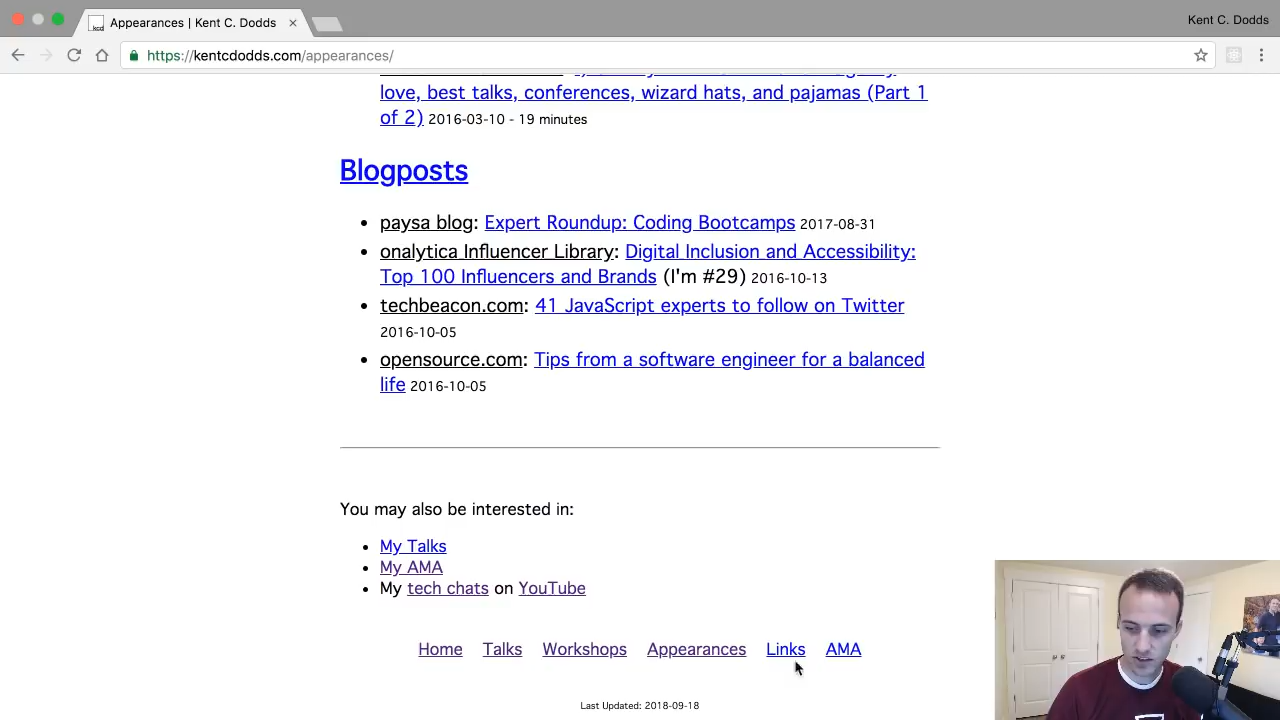 Appearances | Kent C. Dodds
Kent C. Dodds
https://kentcdodds.com/appearances/
love, best talks, conferences, wizard hats, and pajamas (Part 1
of 2) 2016-03-10 - 19 minutes
Blogposts
• paysa blog: Expert Roundup: Coding Bootcamps 2017-08-31
• onalytica Influencer Library: Digital Inclusion and Accessibility:
Top 100 Influencers and Brands (I'm #29) 2016-10-13
• techbeacon.com: 41 JavaScript experts to follow on Twitter
2016-10-05
• opensource.com: Tips from a software engineer for a balanced
life 2016-10-05
You may also be interested in:
• My Talks
• My AMA
• My tech chats on YouTube
Home Talks Workshops Appearances Links AMA
Last Updated: 2018-09-18